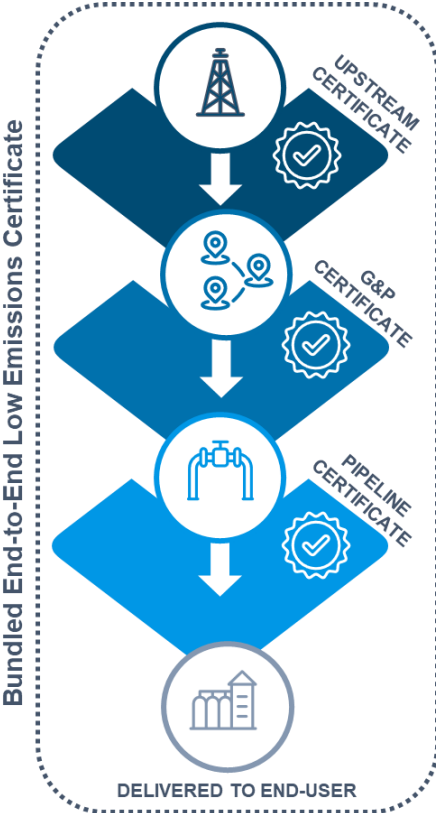 Bundled End-to-End Low Emissions Certificate
UPSTREAM
CERTIFICATE
G&P
CERTIFICATE
PIPELINE
CERTIFICATE
DELIVERED TO END-USER